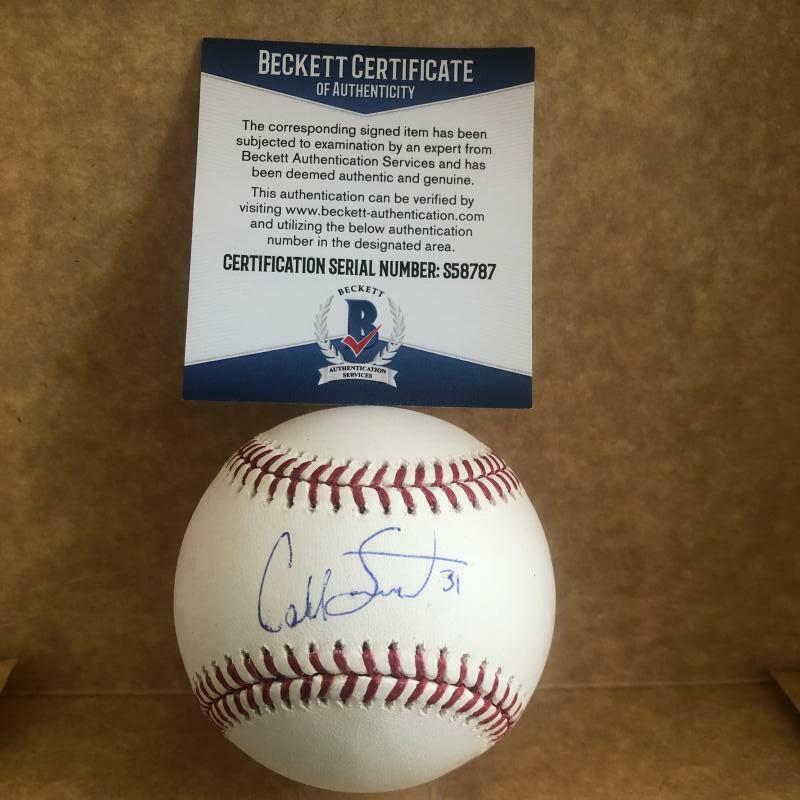 BECKETT CERTIFICATE
OF AUTHENTICITY
The corresponding signed item has been
subjected to examination by an expert from
Beckett Authentication Services and has
been deemed authentic and genuine.
This authentication can be verified by
visiting www.beckett-authentication.com
and utilizing the below authentication
number in the designated area.
CERTIFICATION SERIAL NUMBER: S58787
BECKETT
B
AUTHENTICATION
SERVICES
31